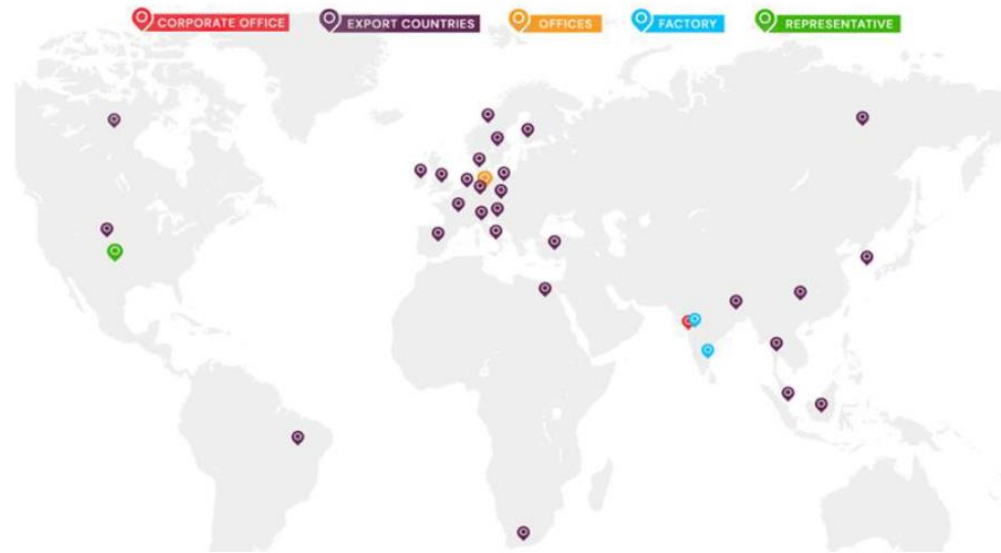 CORPORATE OFFICE
EXPORT COUNTRIES
OFFICES
FACTORY
REPRESENTATIVE